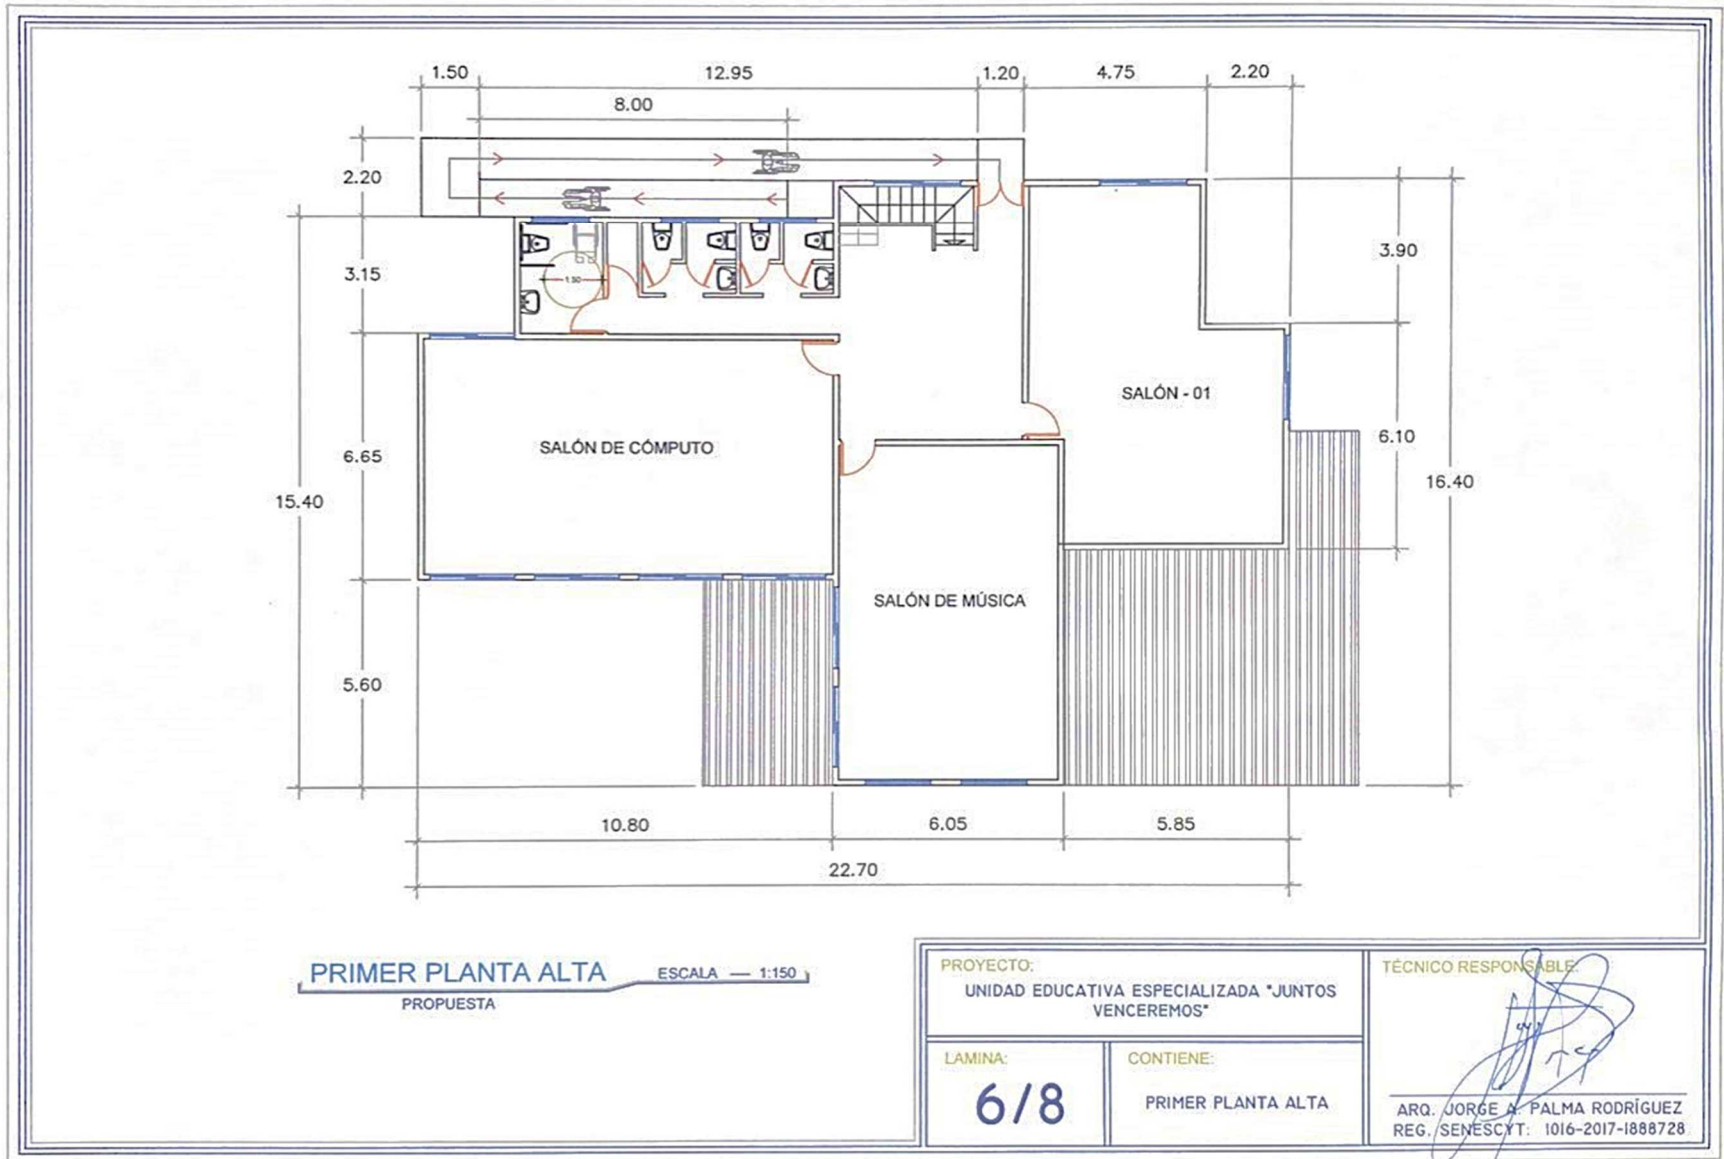 1.50
12.95
1.20
4.75
2.20
8.00
2.20
3.15
6.65
15.40
5.60
3.90
6.10
16.40
1.50
SALÓN - 01
SALÓN DE CÓMPUTO
SALÓN DE MÚSICA
10.80
6.05
5.85
22.70
PRIMER PLANTA ALTA
ESCALA — 1:150
PROPUESTA
PROYECTO:
UNIDAD EDUCATIVA ESPECIALIZADA "JUNTOS
VENCEREMOS"
LAMINA:
6/8
CONTIENE:
PRIMER PLANTA ALTA
TÉCNICO RESPONSABLE:
ARQ. JORGE A. PALMA RODRÍGUEZ
REG. SENESCYT: 1016-2017-1888728